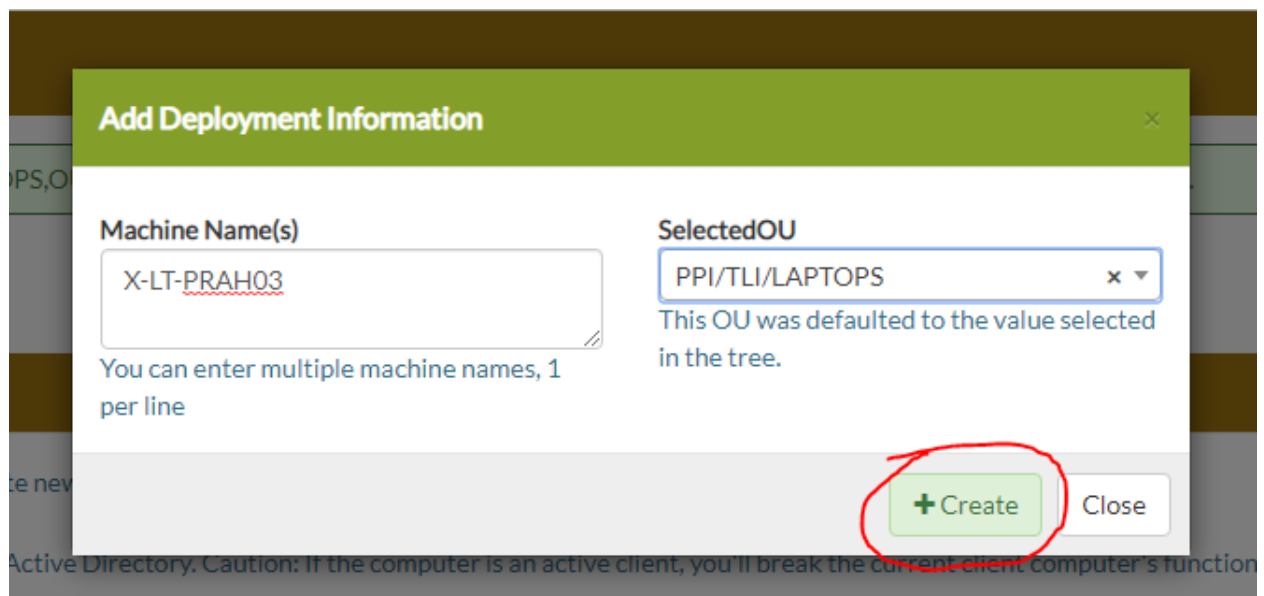 Add Deployment Information ×
OPS,O
Machine Name(s)
X-LT-PRAH03
You can enter multiple machine names, 1
per line
SelectedOU
PPI/TLI/LAPTOPS × ▼
This OU was defaulted to the value selected
in the tree.
te new
+ Create Close
Active Directory. Caution: If the computer is an active client, you'll break the current client computer's function